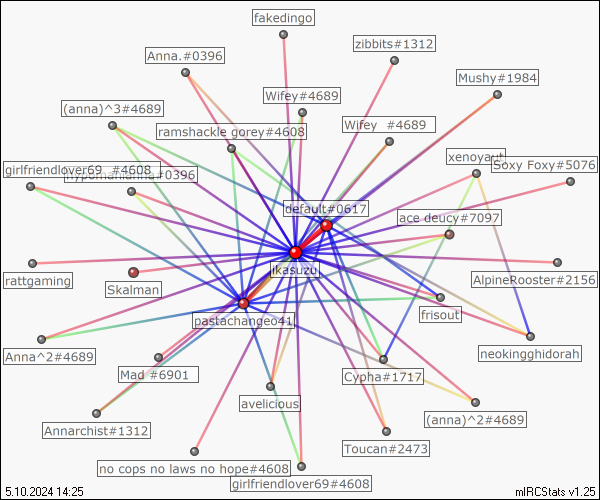 fakedingo
zibbits#1312
Anna.#0396
Mushy#1984
Wifey#4689
(anna)^3#4689
ramshackle gorey#4608
Wifey #4689
xenoyaut
Soxy Foxy#5076
girlfriendlover69 #4608
#0396
default#0617
ace deucy#7097
ikasuzu
rattgaming
Skalman
AlpineRooster#2156
pastachangeo41
frisout
Anna^2#4689
neokingghidorah
Mad #6901
Cypha#1717
avelicious
(anna)^2#4689
Annarchist#1312
Toucan#2473
no cops no laws no hope#4608
girlfriendlover69#4608
5.10.2024 14:25
mIRCStats v1.25